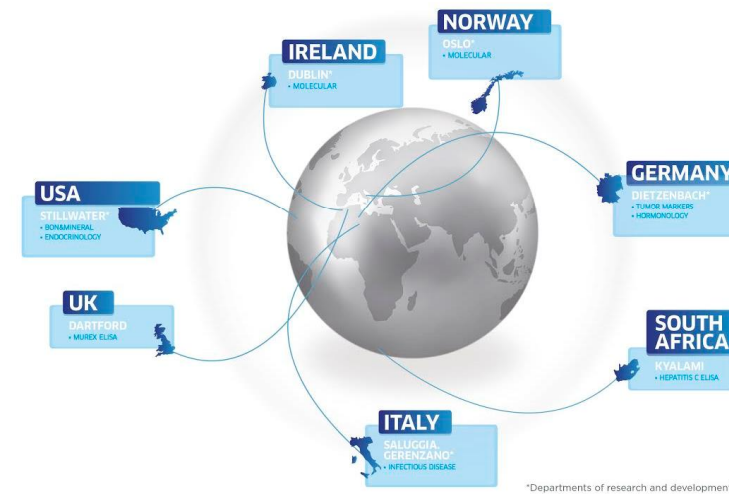 NORWAY
OSLO*
• MOLECULAR
IRELAND
DUBLIN*
• MOLECULAR
GERMANY
DIETZENBACH*
• TUMOR MARKERS
• HORMONOLOGY
USA
STILLWATER*
• BON&MINERAL
• ENDOCRINOLOGY
UK
DARTFORD
• MUREX ELISA
SOUTH
AFRICA
KYALAMI
• HEPATITIS C ELISA
ITALY
SALUGGIA,
GERENZANO*
• INFECTIOUS DISEASE
*Departments of research and development